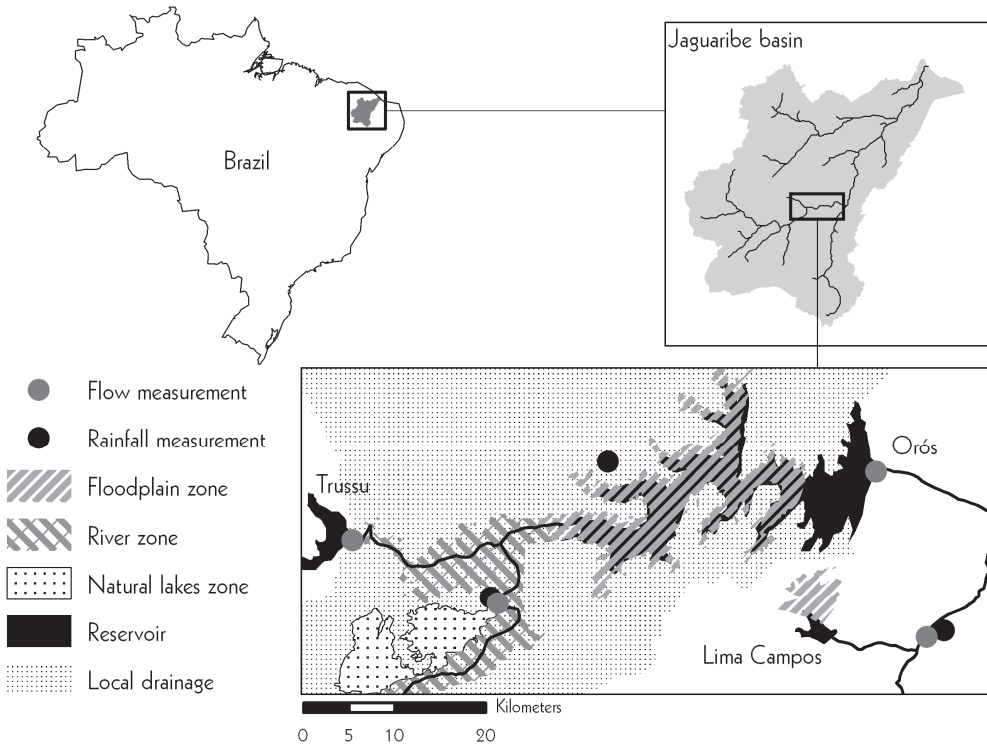 Jaguaribe basin
Brazil
Flow measurement
Rainfall measurement
Floodplain zone
River zone
Natural lakes zone
Reservoir
Local drainage
Trussu
Orós
Lima Campos
Kilometers
0 5 10 20